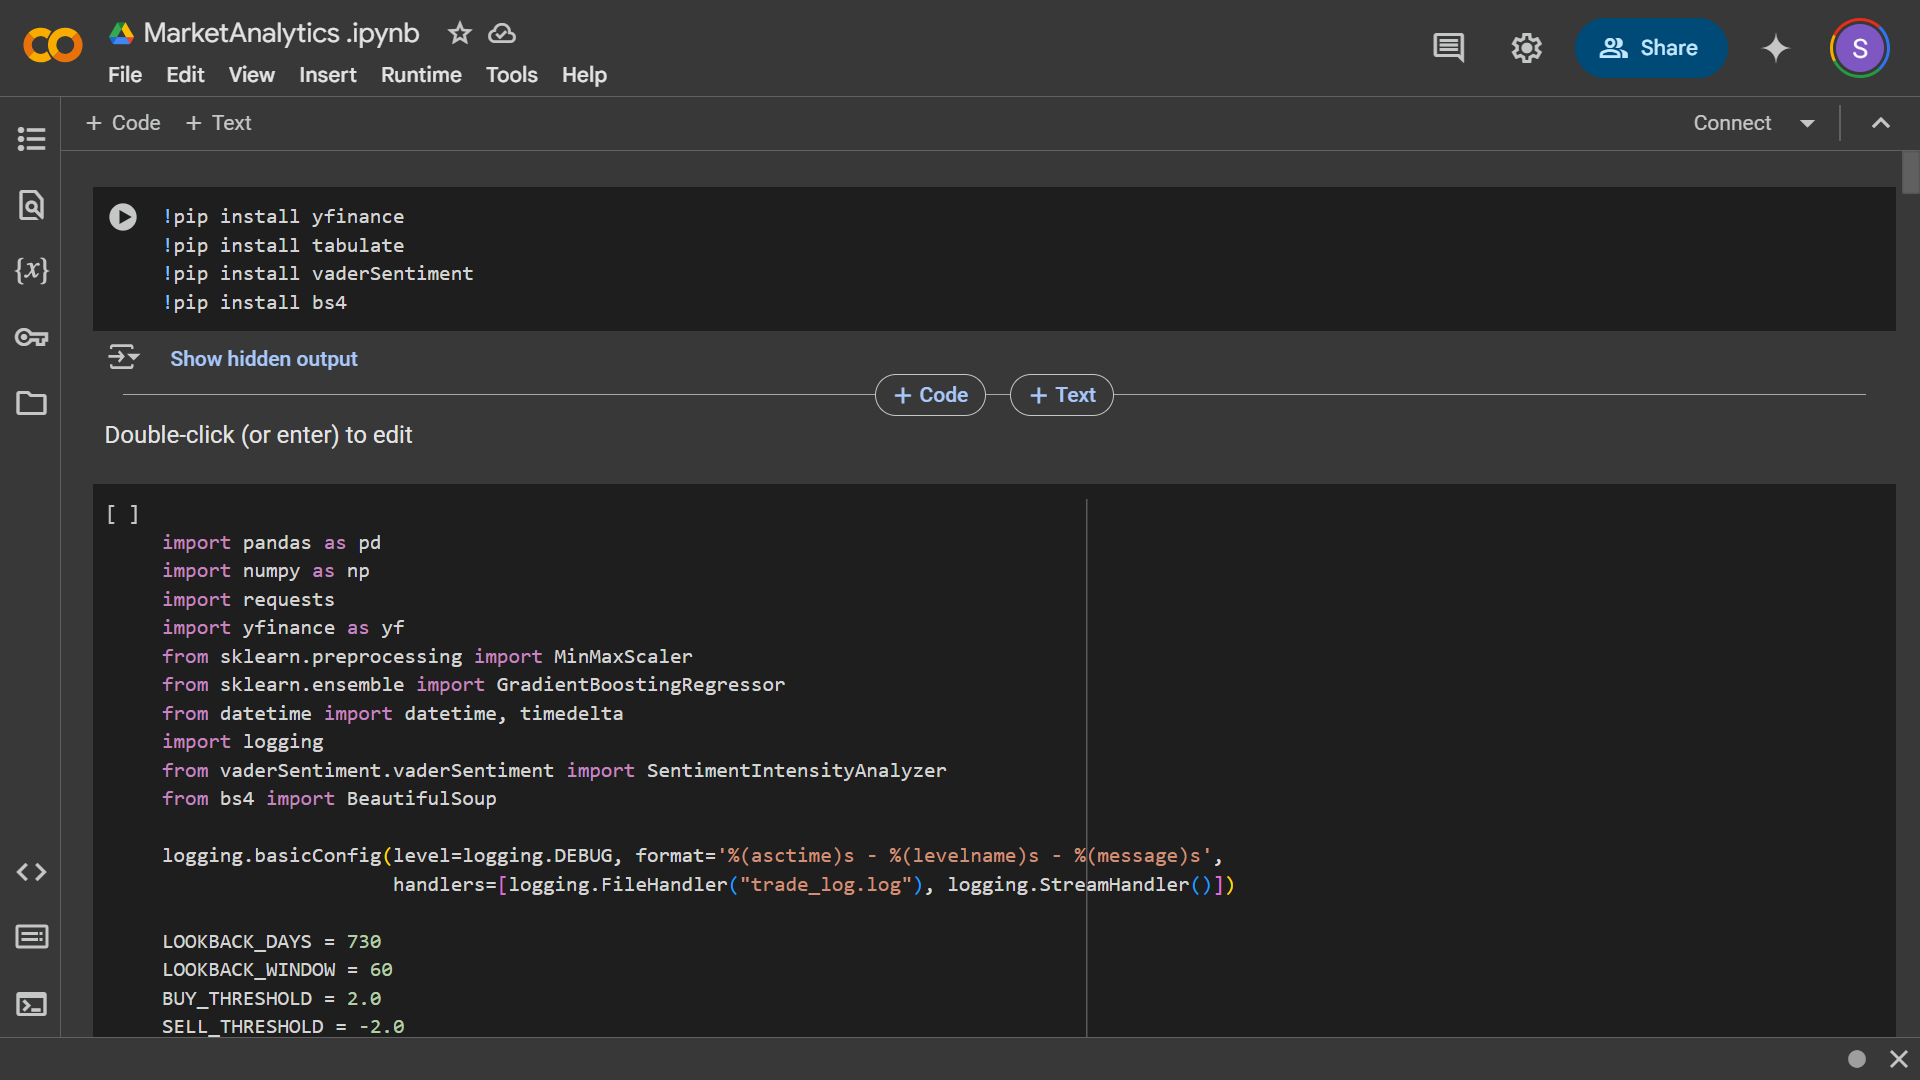 MarketAnalytics .ipynb
File Edit View Insert Runtime Tools Help
Share
S
+ Code + Text
Connect
{x}
!pip install yfinance
!pip install tabulate
!pip install vaderSentiment
!pip install bs4
Show hidden output
+ Code + Text
Double-click (or enter) to edit
[ ]
import pandas as pd
import numpy as np
import requests
import yfinance as yf
from sklearn.preprocessing import MinMaxScaler
from sklearn.ensemble import GradientBoostingRegressor
from datetime import datetime, timedelta
import logging
from vaderSentiment.vaderSentiment import SentimentIntensityAnalyzer
from bs4 import BeautifulSoup
logging.basicConfig(level=logging.DEBUG, format='%(asctime)s - %(levelname)s - %(message)s',
handlers=[logging.FileHandler("trade_log.log"), logging.StreamHandler()])
LOOKBACK_DAYS = 730
LOOKBACK_WINDOW = 60
BUY_THRESHOLD = 2.0
SELL_THRESHOLD = -2.0